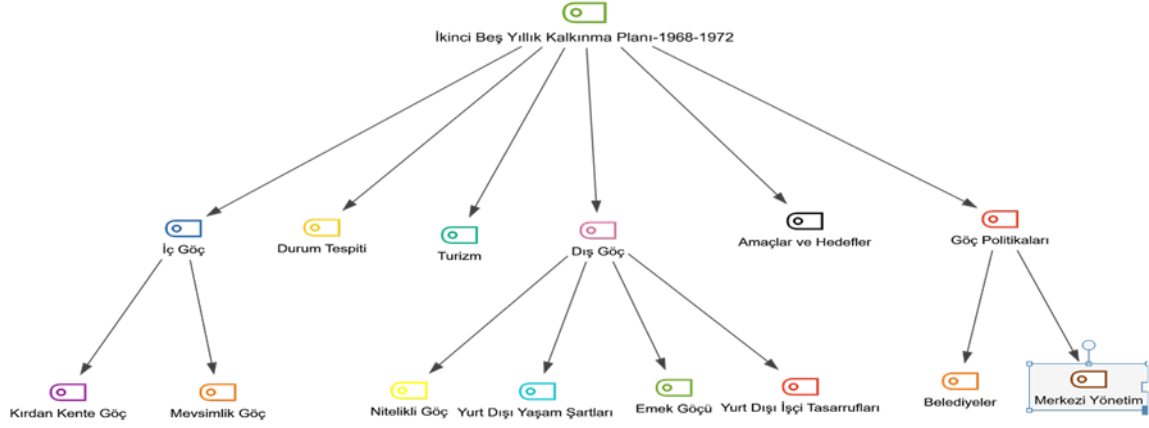 İkinci Beş Yıllık Kalkınma Planı-1968-1972
İç Göç
Durum Tespiti
Turizm
Dış Göç
Amaçlar ve Hedefler
Göç Politikaları
Kırdan Kente Göç
Mevsimlik Göç
Nitelikli Göç
Yurt Dışı Yaşam Şartları
Emek Göçü
Yurt Dışı İşçi Tasarrufları
Belediyeler
Merkezi Yönetim